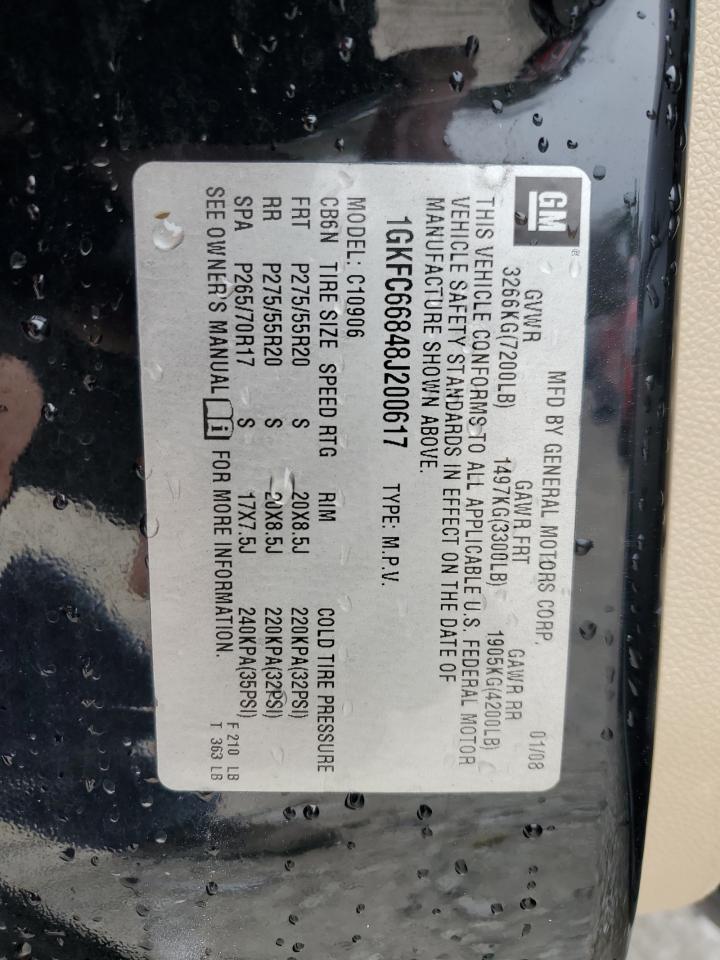 GM ®
MFD BY GENERAL MOTORS CORP. 01/08
GVWR GAWR FRT GAWR RR
3266KG(7200LB) 1497KG(3300LB) 1905KG(4200LB)
THIS VEHICLE CONFORMS TO ALL APPLICABLE U.S. FEDERAL MOTOR
VEHICLE SAFETY STANDARDS IN EFFECT ON THE DATE OF
MANUFACTURE SHOWN ABOVE.
1GKFC66848J200617 TYPE: M.P.V.
MODEL: C10906
CB6N TIRE SIZE SPEED RTG RIM COLD TIRE PRESSURE
FRT P275/55R20 S 20X8.5J 220KPA(32PSI)
RR P275/55R20 S 20X8.5J 220KPA(32PSI)
SPA P265/70R17 S 17X7.5J 240KPA(35PSI)
SEE OWNER'S MANUAL i FOR MORE INFORMATION.
F 210 LB
T 363 LB